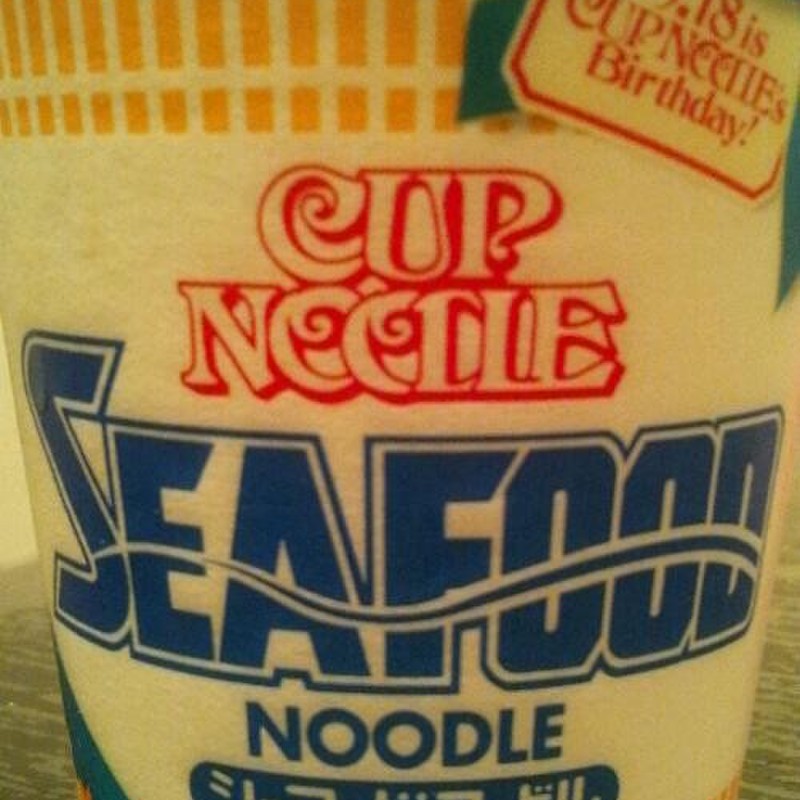 .18 is
CUP NOODLE's
Birthday!
CUP
NOODLE
SEAFOOD
NOODLE